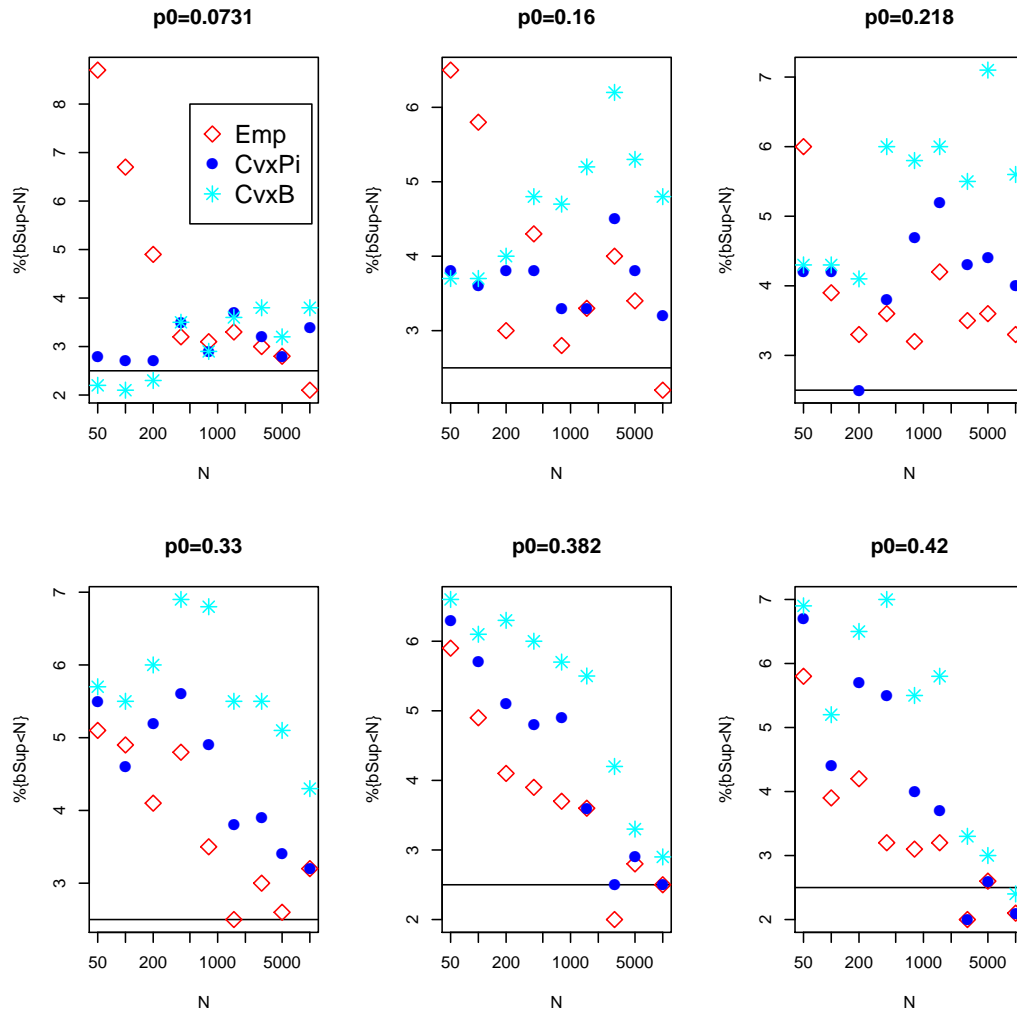 p0=0.0731
%{bSup<N}
8
7
6
5
4
3
2
Emp
CvxPi
CvxB
50
200
1000
5000
N
p0=0.16
%{bSup<N}
6
5
4
3
50
200
1000
5000
N
p0=0.218
%{bSup<N}
7
6
5
4
3
50
200
1000
5000
N
p0=0.33
%{bSup<N}
7
6
5
4
3
50
200
1000
5000
N
p0=0.382
%{bSup<N}
6
5
4
3
2
50
200
1000
5000
N
p0=0.42
%{bSup<N}
7
6
5
4
3
2
50
200
1000
5000
N